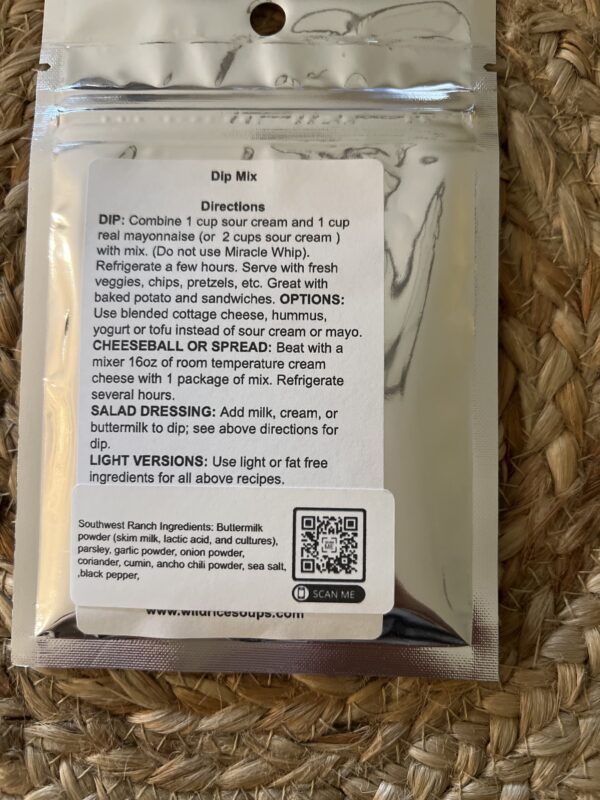 Dip Mix
Directions
DIP: Combine 1 cup sour cream and 1 cup
real mayonnaise (or 2 cups sour cream )
with mix. (Do not use Miracle Whip).
Refrigerate a few hours. Serve with fresh
veggies, chips, pretzels, etc. Great with
baked potato and sandwiches. OPTIONS:
Use blended cottage cheese, hummus,
yogurt or tofu instead of sour cream or mayo.
CHEESEBALL OR SPREAD: Beat with a
mixer 16oz of room temperature cream
cheese with 1 package of mix. Refrigerate
several hours.
SALAD DRESSING: Add milk, cream, or
buttermilk to dip; see above directions for
dip.
LIGHT VERSIONS: Use light or fat free
ingredients for all above recipes.
Southwest Ranch Ingredients: Buttermilk
powder (skim milk, lactic acid, and cultures),
parsley, garlic powder, onion powder,
coriander, cumin, ancho chili powder, sea salt,
,black pepper,
SCAN ME
www.wildricesoups.com